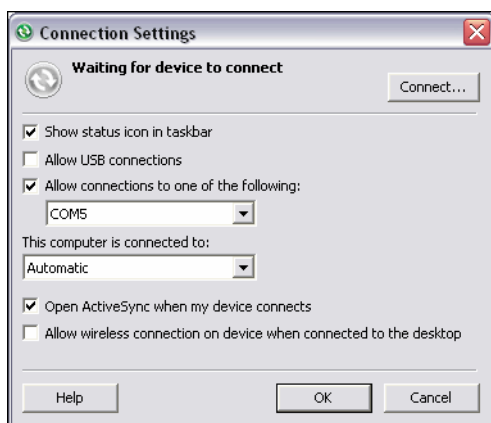 Connection Settings
Waiting for device to connect
Connect...
Show status icon in taskbar
Allow USB connections
Allow connections to one of the following:
COM5
This computer is connected to:
Automatic
Open ActiveSync when my device connects
Allow wireless connection on device when connected to the desktop
Help OK Cancel